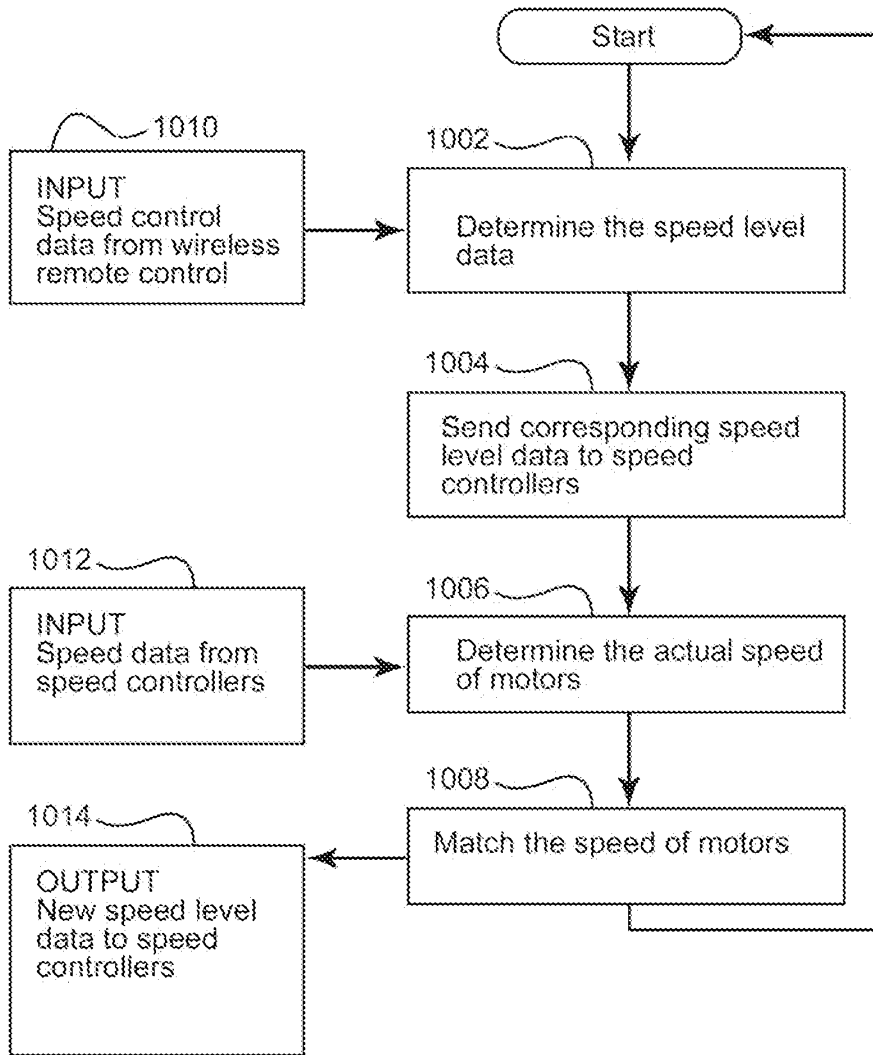 Start
1010
INPUT
Speed control
data from wireless
remote control
1002
Determine the speed level
data
1004
Send corresponding speed
level data to speed
controllers
1012
INPUT
Speed data from
speed controllers
1006
Determine the actual speed
of motors
1008
Match the speed of motors
1014
OUTPUT
New speed level
data to speed
controllers